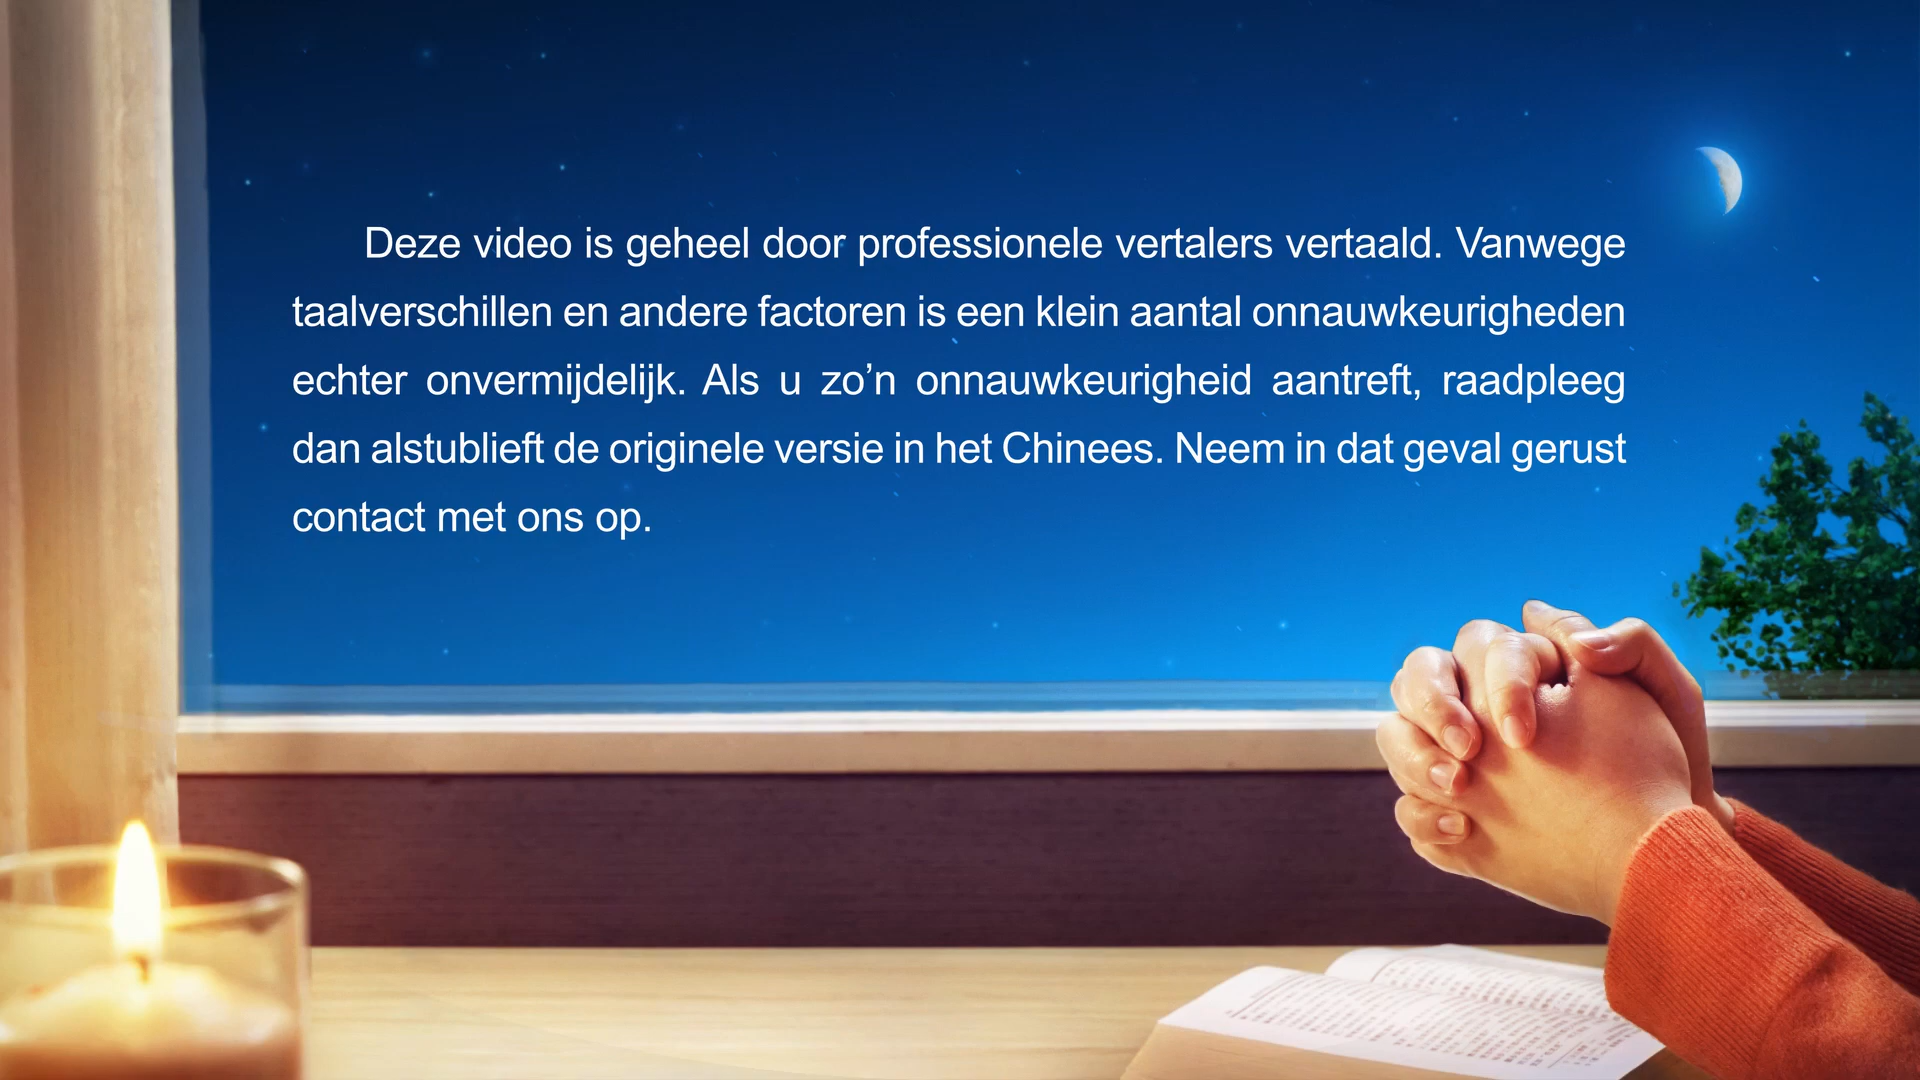 Deze video is geheel door professionele vertalers vertaald. Vanwege
taalverschillen en andere factoren is een klein aantal onnauwkeurigheden
echter onvermijdelijk. Als u zo’n onnauwkeurigheid aantreft, raadpleeg
dan alstublieft de originele versie in het Chinees. Neem in dat geval gerust
contact met ons op.